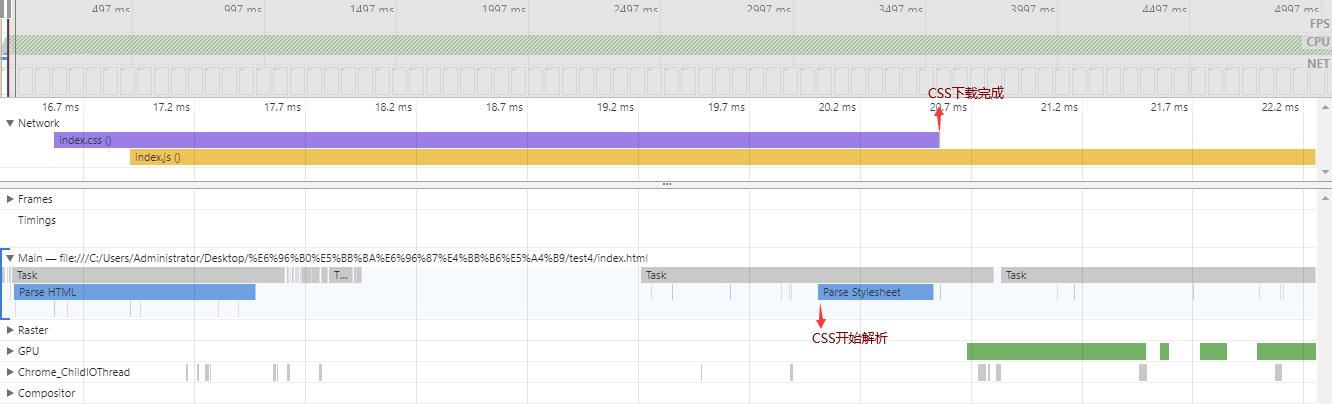 497 ms 997 ms 1497 ms 1997 ms 2497 ms 2997 ms 3497 ms 3997 ms 4497 ms 4997 ms
FPS
CPU
NET
CSS下载完成
16.7 ms 17.2 ms 17.7 ms 18.2 ms 18.7 ms 19.2 ms 19.7 ms 20.2 ms 20.7 ms 21.2 ms 21.7 ms 22.2 ms
Network
index.css ()
index.js ()
Frames
Timings
Main — file:///C:/Users/Administrator/Desktop/%E6%96%B0%E5%BB%BA%E6%96%87%E4%BB%B6%E5%A4%B9/test4/index.html
Task T... Task Task
Parse HTML Parse Stylesheet
Raster
CSS开始解析
GPU
Chrome_ChildIOThread
Compositor